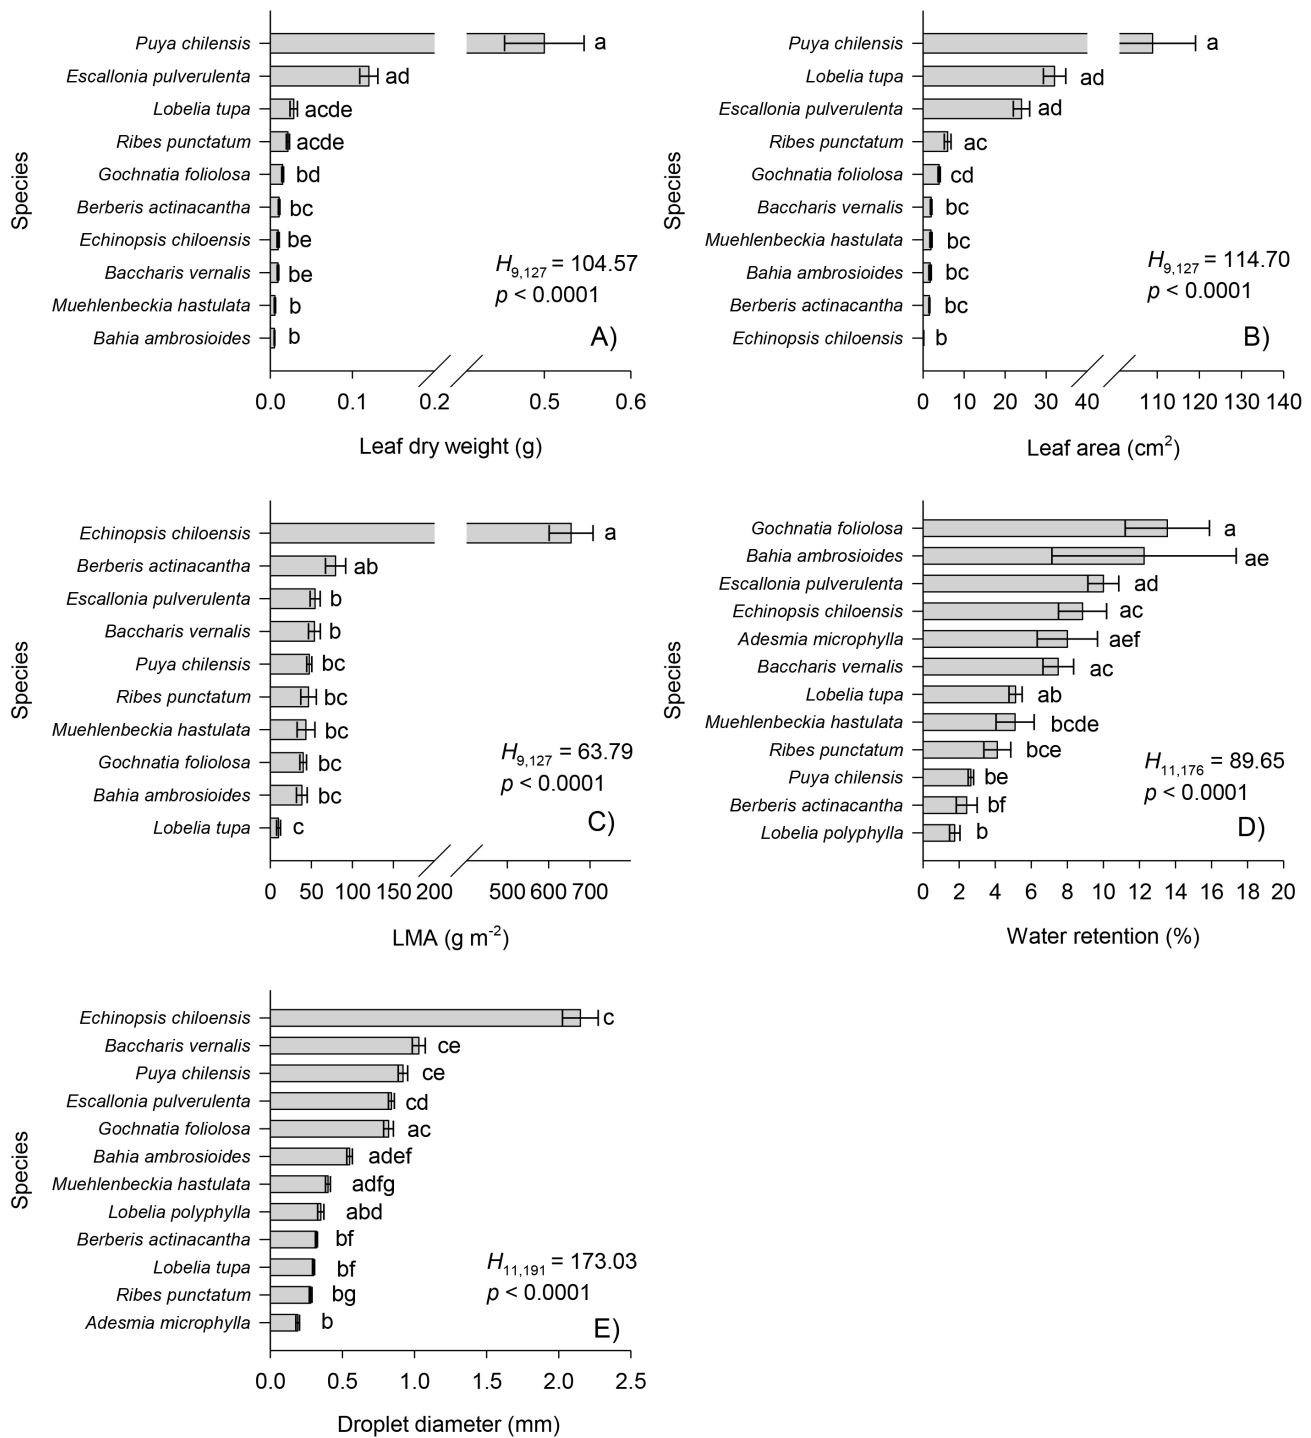 Species
Puya chilensis a
Escallonia pulverulenta ad
Lobelia tupa acde
Ribes punctatum acde
Gochnatia foliolosa bd
Berberis actinacantha bc
Echinopsis chiloensis be
Baccharis vernalis be
Muehlenbeckia hastulata b
Bahia ambrosioides b
H9,127 = 104.57
p < 0.0001
A)
0.0 0.1 0.2 0.5 0.6
Leaf dry weight (g)
Species
Puya chilensis a
Lobelia tupa ad
Escallonia pulverulenta ad
Ribes punctatum ac
Gochnatia foliolosa cd
Baccharis vernalis bc
Muehlenbeckia hastulata bc
Bahia ambrosioides bc
Berberis actinacantha bc
Echinopsis chiloensis b
H9,127 = 114.70
p < 0.0001
B)
0 10 20 30 40 110 120 130 140
Leaf area (cm2)
Species
Echinopsis chiloensis a
Berberis actinacantha ab
Escallonia pulverulenta b
Baccharis vernalis b
Puya chilensis bc
Ribes punctatum bc
Muehlenbeckia hastulata bc
Gochnatia foliolosa bc
Bahia ambrosioides bc
Lobelia tupa c
H9,127 = 63.79
p < 0.0001
C)
0 50 100 150 200 500 600 700
LMA (g m-2)
Species
Gochnatia foliolosa a
Bahia ambrosioides ae
Escallonia pulverulenta ad
Echinopsis chiloensis ac
Adesmia microphylla aef
Baccharis vernalis ac
Lobelia tupa ab
Muehlenbeckia hastulata bcde
Ribes punctatum bce
Puya chilensis be
Berberis actinacantha bf
Lobelia polyphylla b
H11,176 = 89.65
p < 0.0001
D)
0 2 4 6 8 10 12 14 16 18 20
Water retention (%)
Species
Echinopsis chiloensis c
Baccharis vernalis ce
Puya chilensis ce
Escallonia pulverulenta cd
Gochnatia foliolosa ac
Bahia ambrosioides adef
Muehlenbeckia hastulata adfg
Lobelia polyphylla abd
Berberis actinacantha bf
Lobelia tupa bf
Ribes punctatum bg
Adesmia microphylla b
H11,191 = 173.03
p < 0.0001
E)
0.0 0.5 1.0 1.5 2.0 2.5
Droplet diameter (mm)